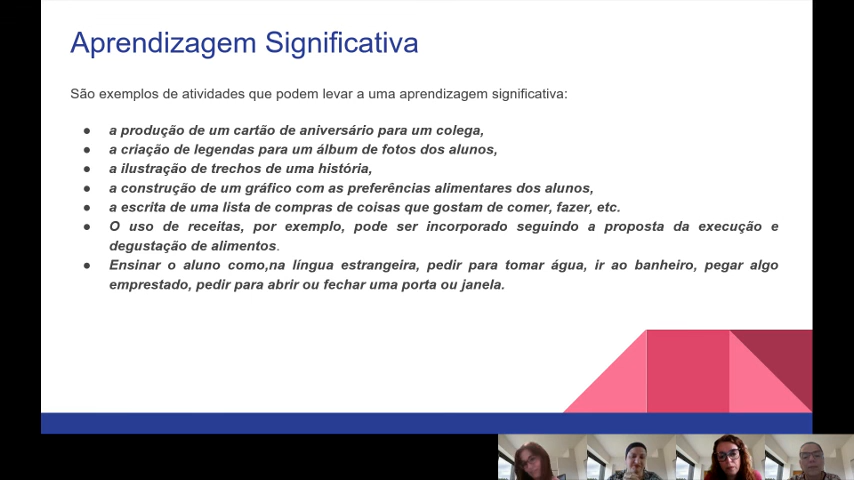 Aprendizagem Significativa
São exemplos de atividades que podem levar a uma aprendizagem significativa:
● a produção de um cartão de aniversário para um colega,
● a criação de legendas para um álbum de fotos dos alunos,
● a ilustração de trechos de uma história,
● a construção de um gráfico com as preferências alimentares dos alunos,
● a escrita de uma lista de compras de coisas que gostam de comer, fazer, etc.
● O uso de receitas, por exemplo, pode ser incorporado seguindo a proposta da execução e
degustação de alimentos.
● Ensinar o aluno como,na língua estrangeira, pedir para tomar água, ir ao banheiro, pegar algo
emprestado, pedir para abrir ou fechar uma porta ou janela.